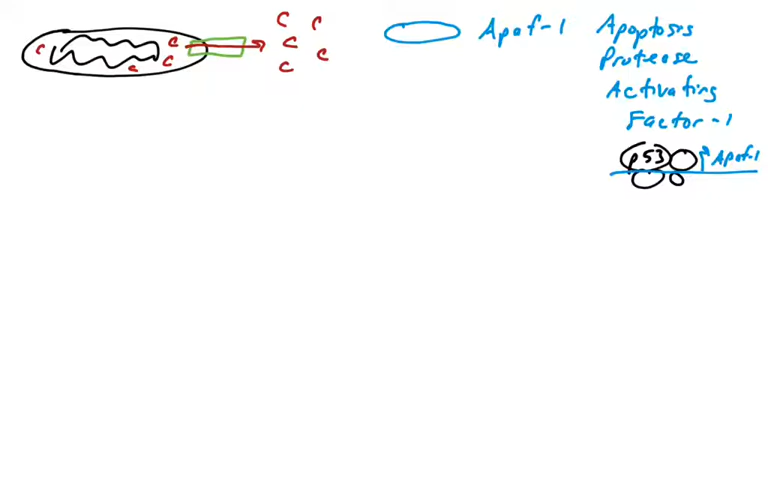 c c c c
c c c c c
Apaf-1
Apoptosis
Protease
Activating
Factor-1
p53
Apaf-1